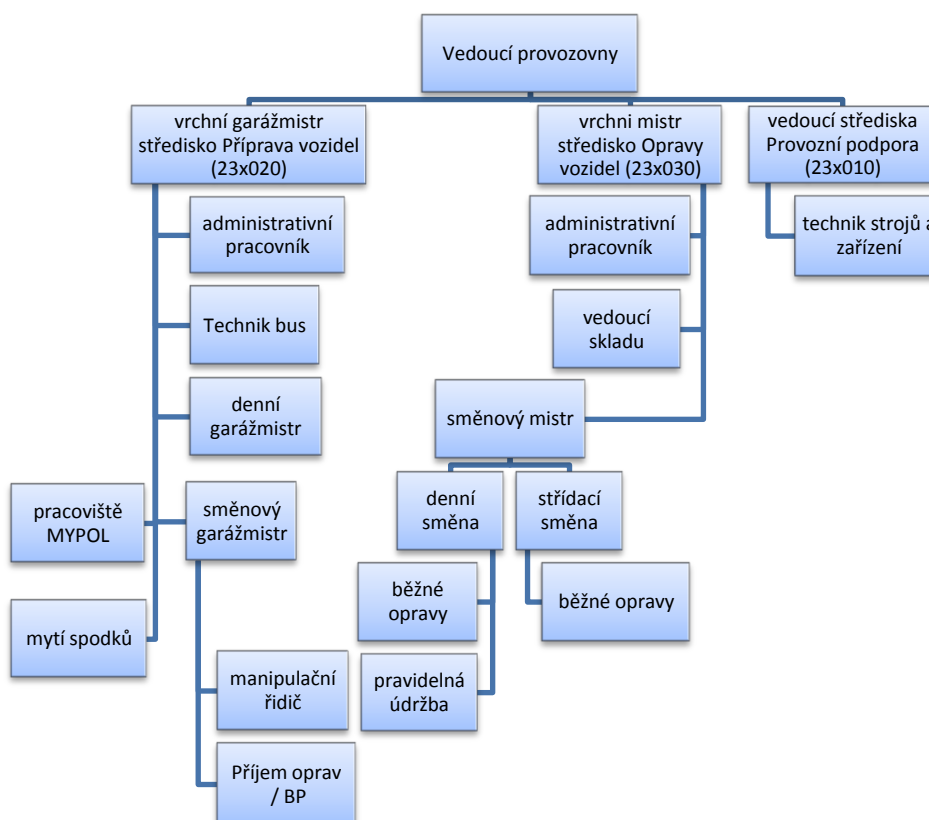 Vedoucí provozovny
vrchní garážmistr
středisko Příprava vozidel
(23x020)
vrchni mistr
středisko Opravy
vozidel (23x030)
vedoucí střediska
Provozní podpora
(23x010)
administrativní
pracovník
administrativní
pracovník
technik strojů a
zařízení
Technik bus
vedoucí
skladu
denní
garážmistr
směnový mistr
pracoviště
MYPOL
směnový
garážmistr
denní
směna
střídací
směna
mytí spodků
běžné
opravy
běžné opravy
manipulační
řidič
pravidelná
údržba
Příjem oprav
/ BP